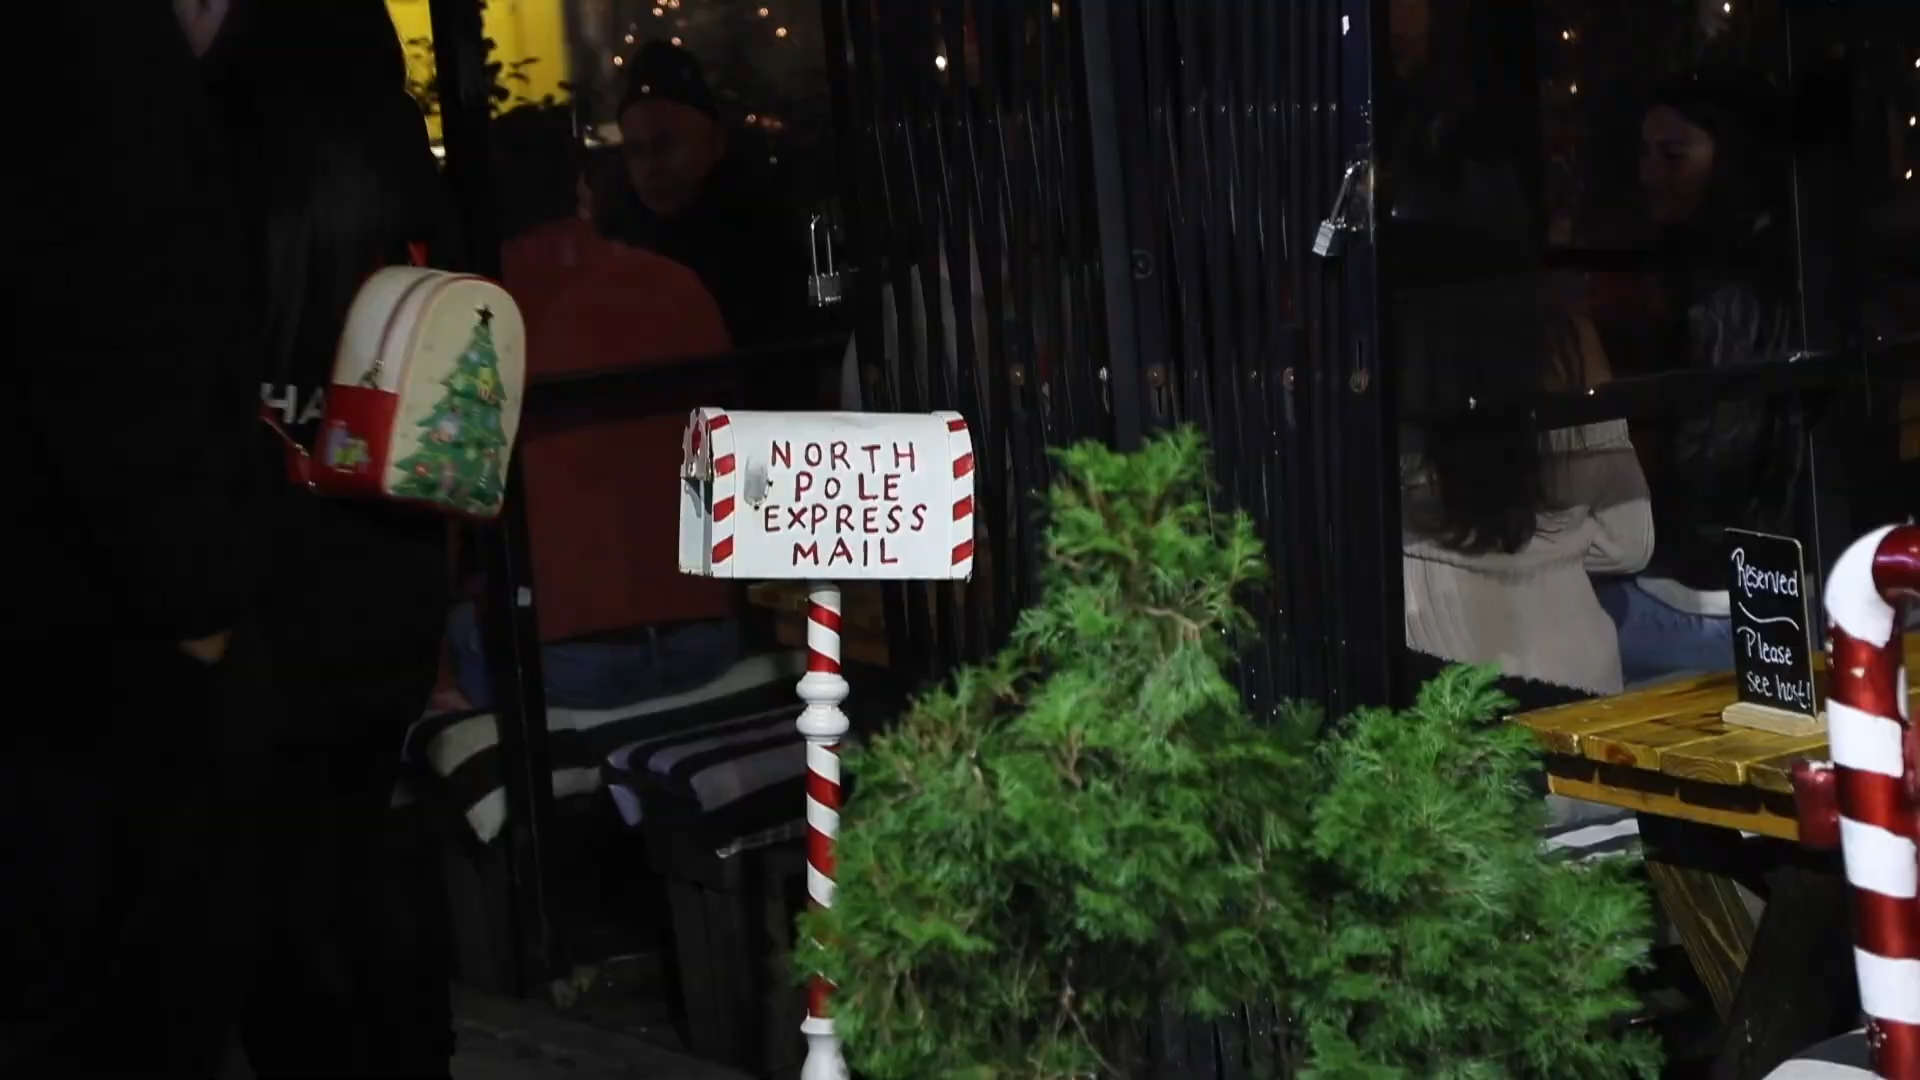 NORTH
POLE
EXPRESS
MAIL
Reserved
Please
see host!